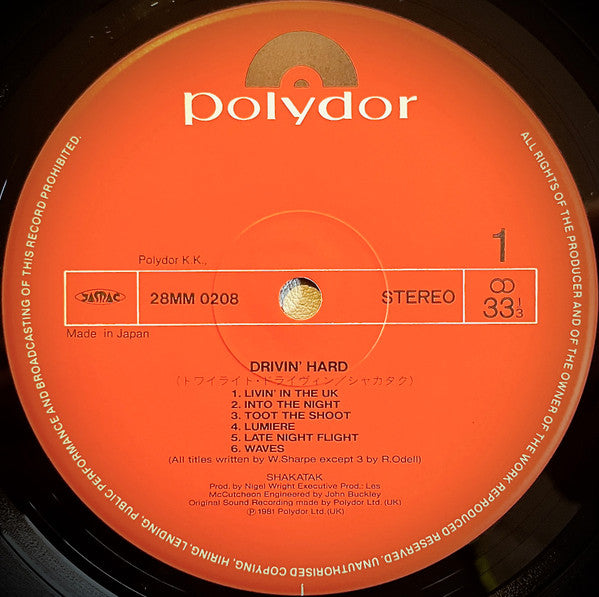 polydor
1
Polydor K.K.,
JASRAC
28MM 0208
STEREO
33 1/3
Made in Japan
DRIVIN' HARD
(トワイライト・ドライヴィン/シャカタク)
1. LIVIN' IN THE UK
2. INTO THE NIGHT
3. TOOT THE SHOOT
4. LUMIERE
5. LATE NIGHT FLIGHT
6. WAVES
(All titles written by W.Sharpe except 3 by R.Odell)
SHAKATAK
Prod. by Nigel Wright Executive Prod.: Les
McCutcheon Engineered by John Buckley
Original Sound Recording made by Polydor Ltd.(UK)
℗1981 Polydor Ltd.(UK)
ALL RIGHTS OF THE PRODUCER AND OF THE OWNER OF THE WORK REPRODUCED RESERVED. UNAUTHORISED COPYING, HIRING, LENDING, PUBLIC PERFORMANCE AND BROADCASTING OF THIS RECORD PROHIBITED.